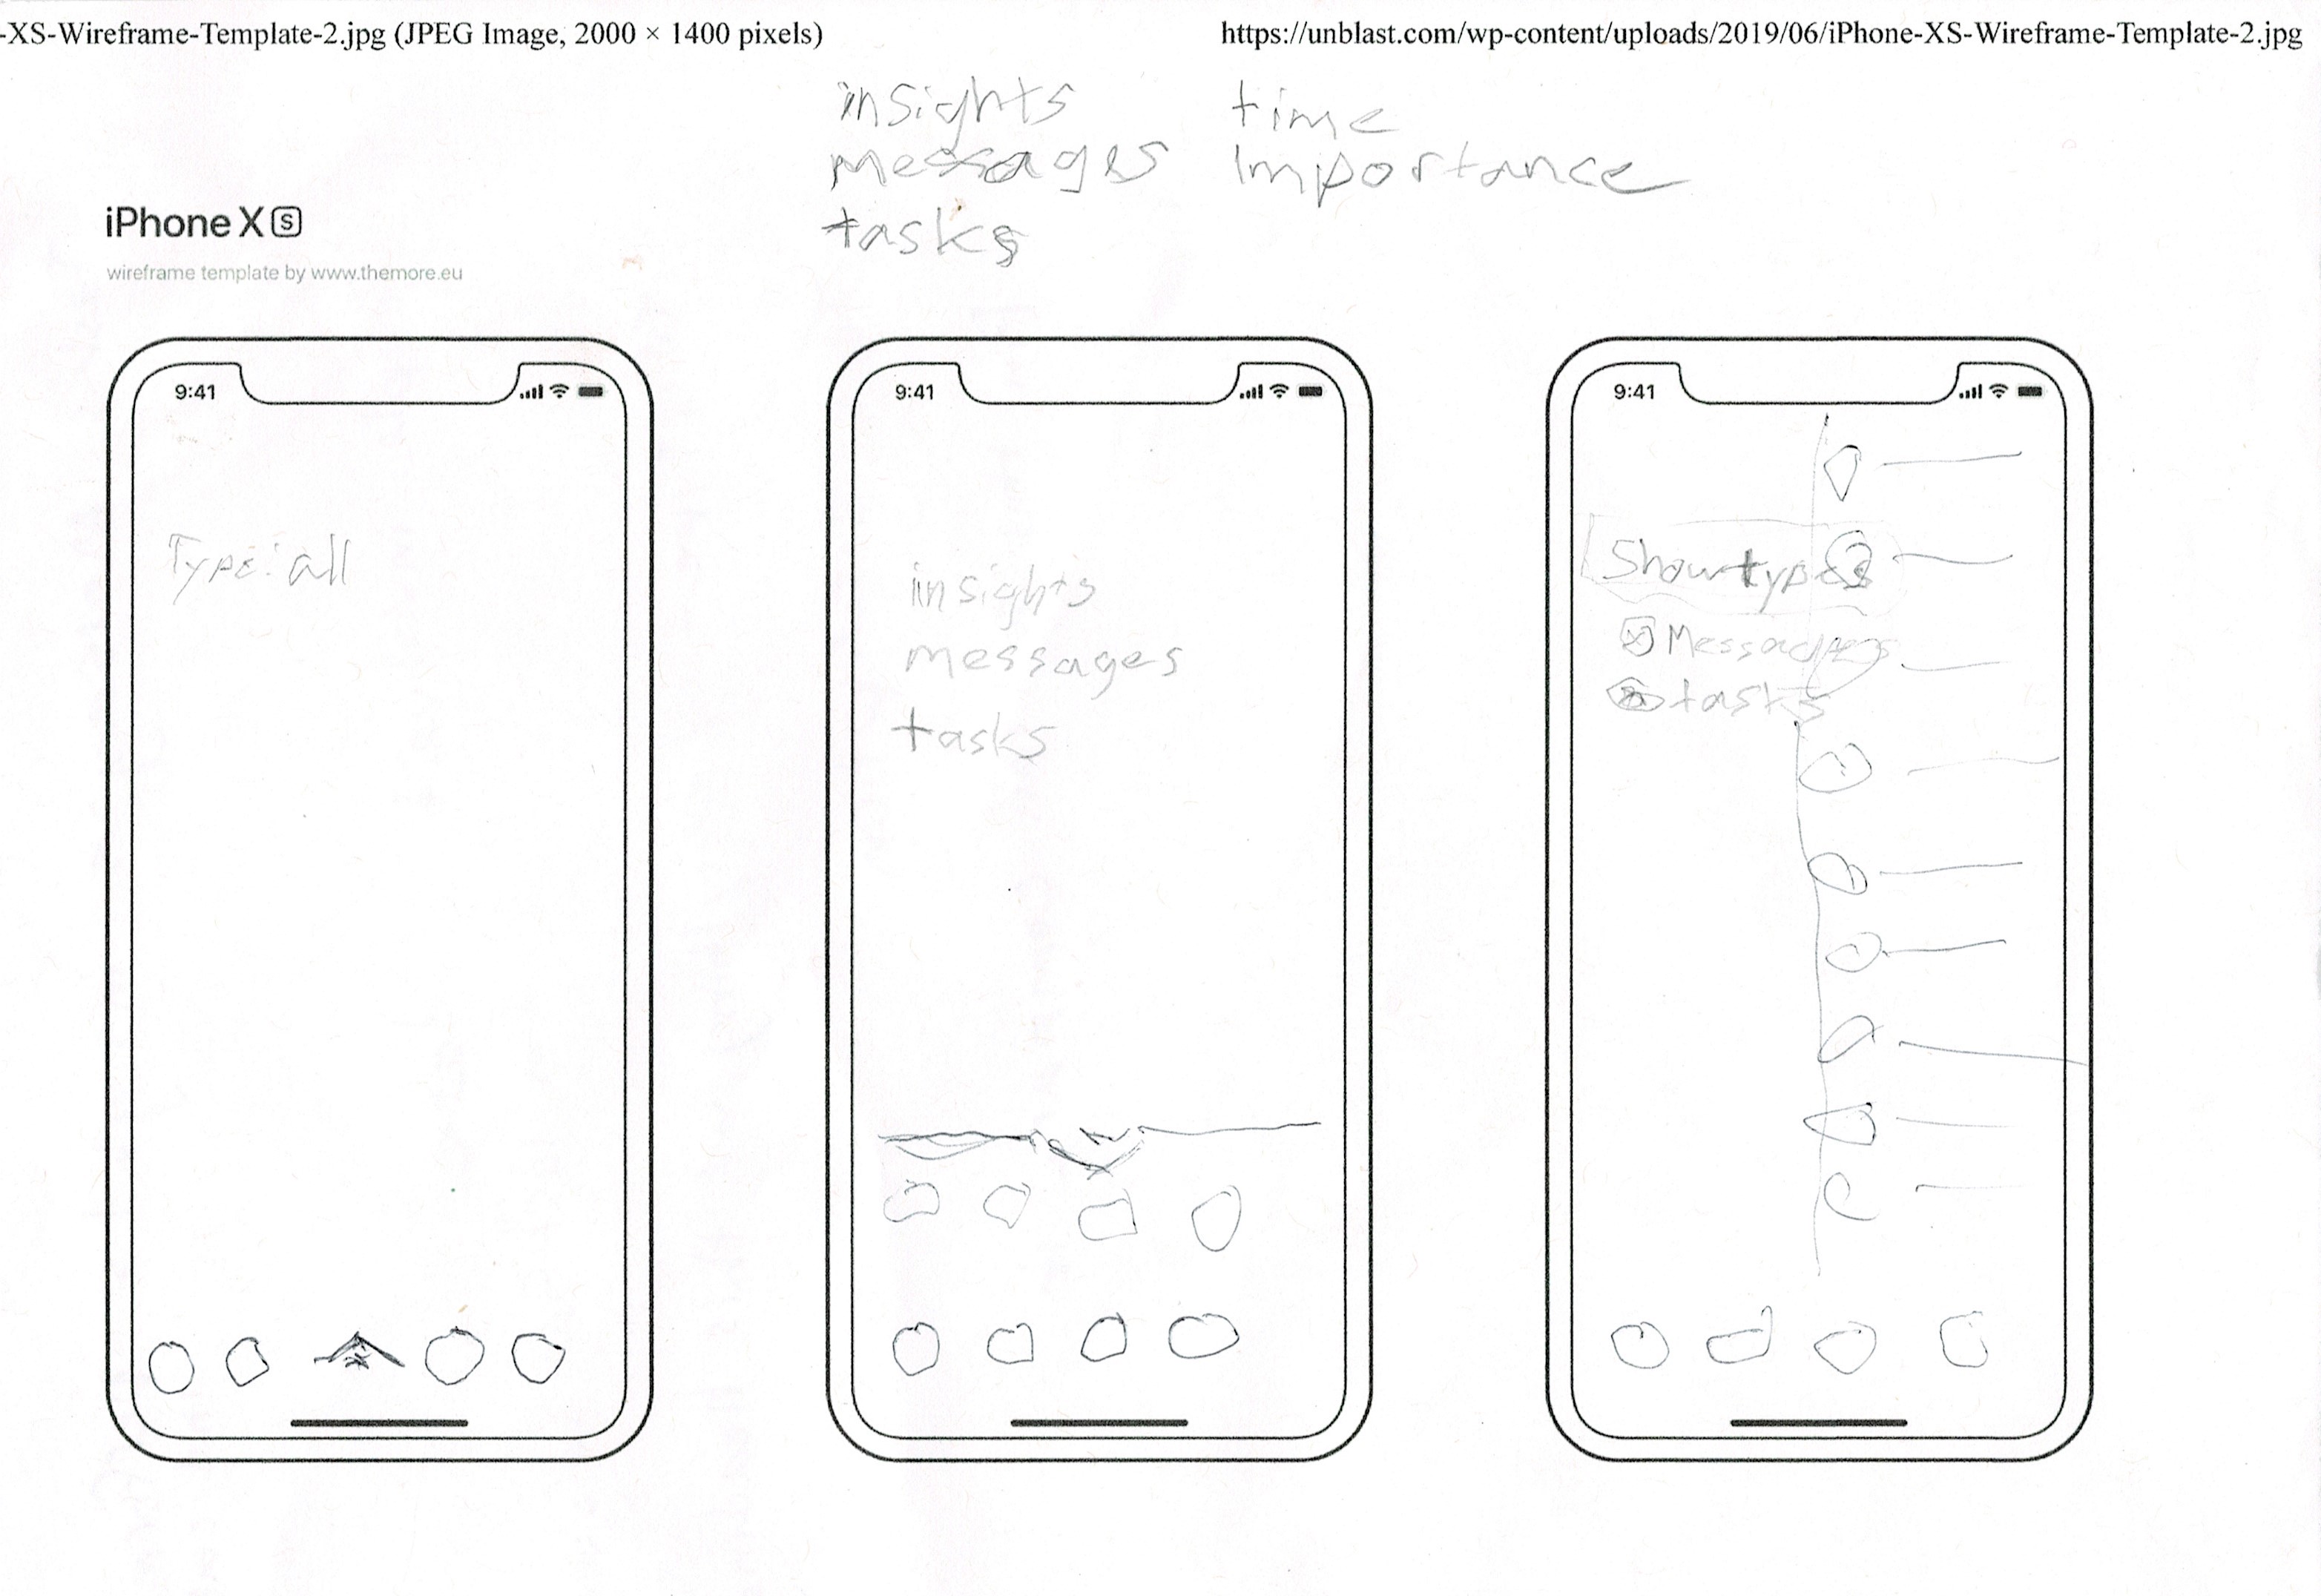 -XS-Wireframe-Template-2.jpg (JPEG Image, 2000 × 1400 pixels)
https://unblast.com/wp-content/uploads/2019/06/iPhone-XS-Wireframe-Template-2.jpg
insights
messages
tasks
time
Importance
iPhone XS
wireframe template by www.themore.eu
9:41
Type: all
9:41
insights
messages
tasks
9:41
Show types
Messages
tasks